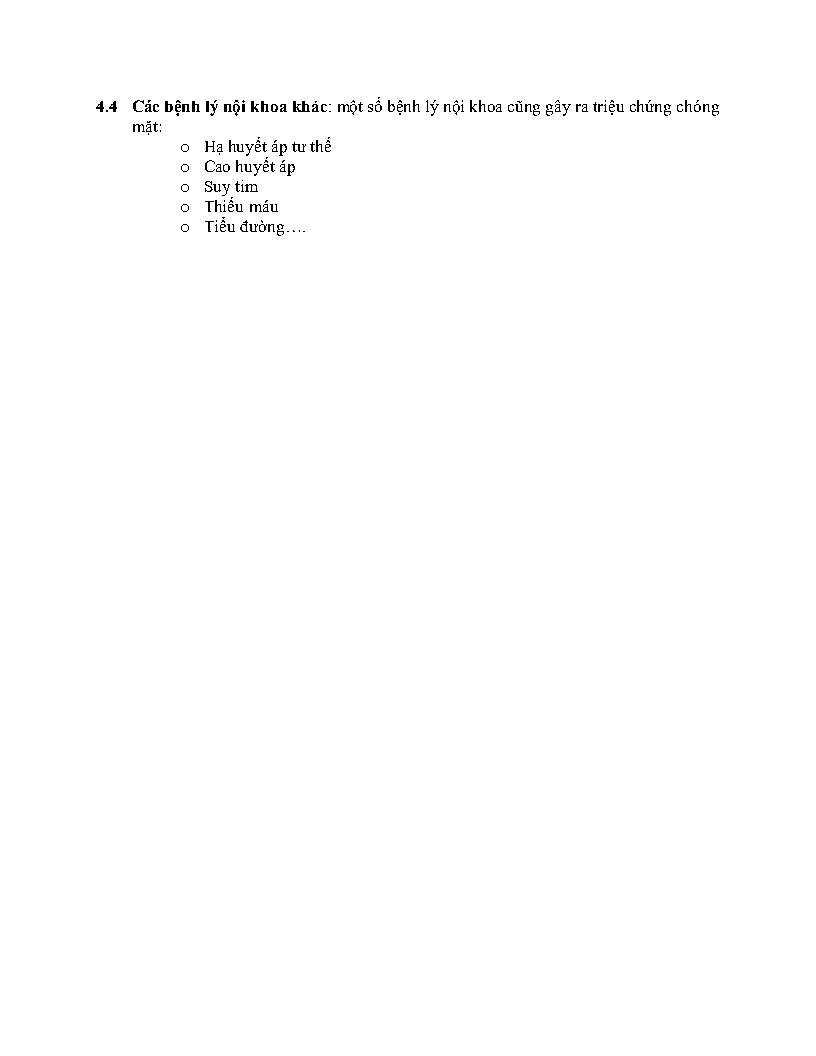 4.4 Các bệnh lý nội khoa khác: một số bệnh lý nội khoa cũng gây ra triệu chứng chóng
mặt:
o Hạ huyết áp tư thế
o Cao huyết áp
o Suy tim
o Thiếu máu
o Tiểu đường….